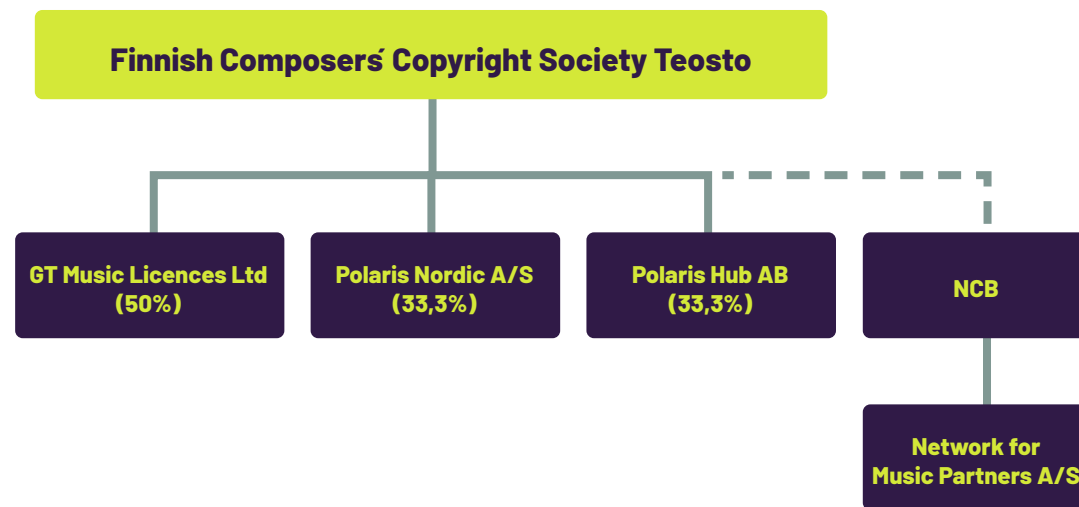 Finnish Composers´ Copyright Society Teosto
GT Music Licences Ltd
(50%)
Polaris Nordic A/S
(33,3%)
Polaris Hub AB
(33,3%)
NCB
Network for
Music Partners A/S